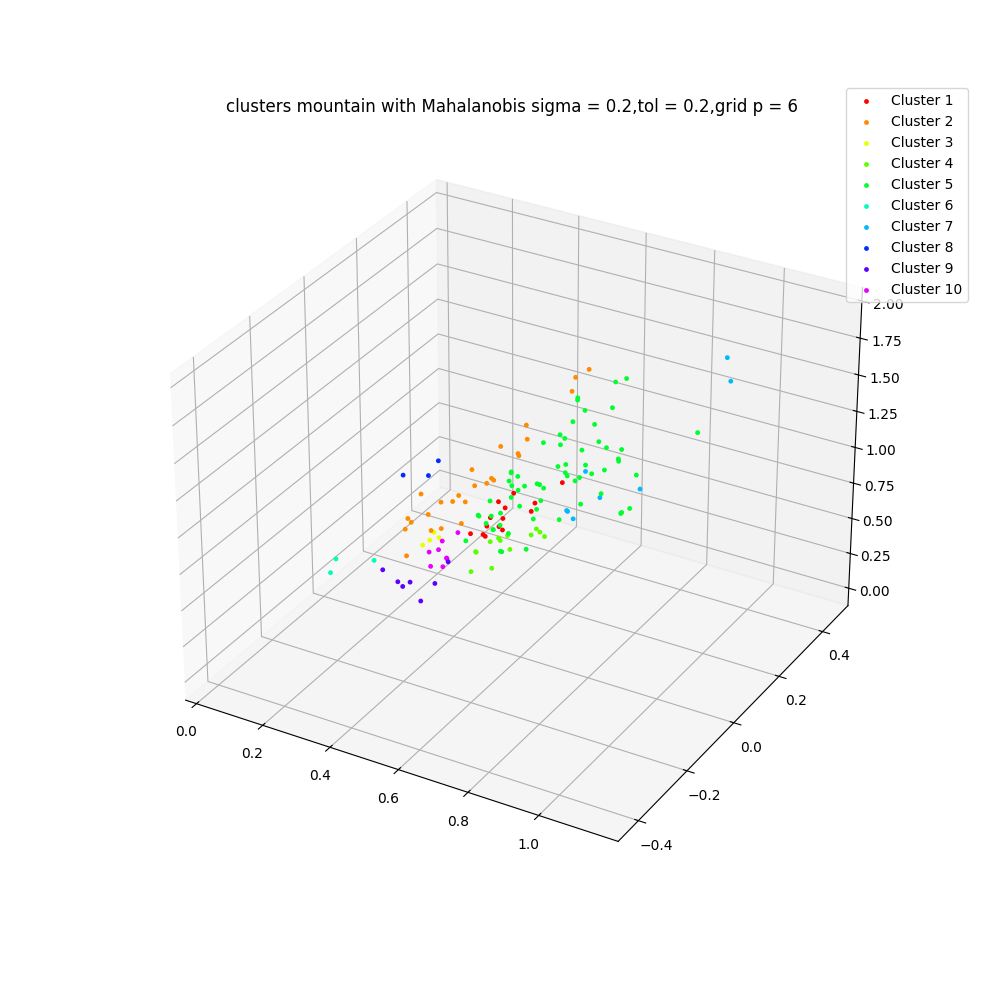 clusters mountain with Mahalanobis sigma = 0.2,tol = 0.2,grid p = 6
Cluster 1
Cluster 2
Cluster 3
Cluster 4
Cluster 5
Cluster 6
Cluster 7
Cluster 8
Cluster 9
Cluster 10
2.00
1.75
1.50
1.25
1.00
0.75
0.50
0.25
0.00
0.4
0.2
0.0
−0.2
−0.4
0.0
0.2
0.4
0.6
0.8
1.0